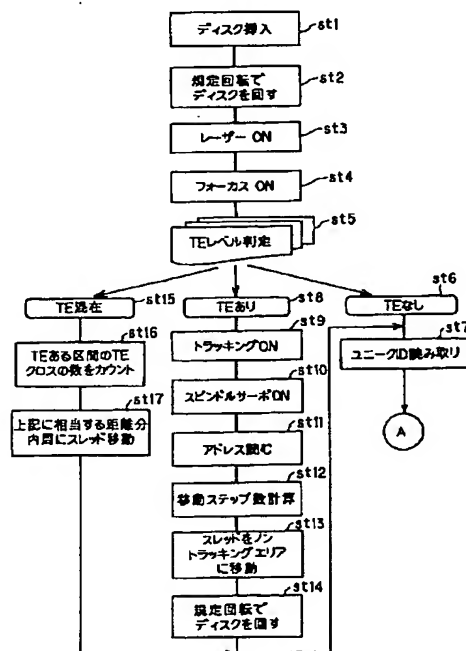 ディスク挿入
st1
規定回転で
ディスクを回す
st2
レーザー ON
st3
フォーカス ON
st4
st5
TEレベル判定
TE混在
st15
TEあり
st8
TEなし
st6
st16
TEある区間のTE
クロスの数をカウント
st9
トラッキングON
st7
ユニークID読み取り
st17
上記に相当する距離分
内周にスレッド移動
st10
スピンドルサーボON
A
st11
アドレス読む
st12
移動ステップ数計算
st13
スレッドをノン
トラッキングエリア
に移動
st14
規定回転で
ディスクを回す